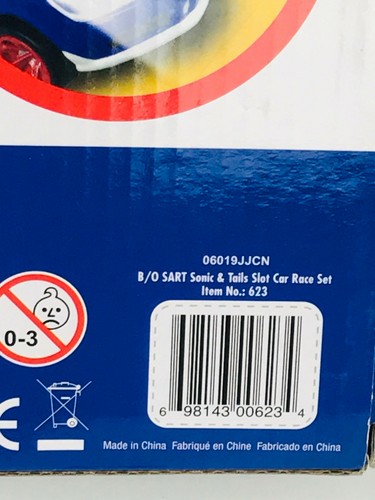 06019JJCN
B/O SART Sonic & Tails Slot Car Race Set
Item No.: 623
0-3
6 98143 00623 4
CE
Made in China Fabriqué en Chine Fabricado en China